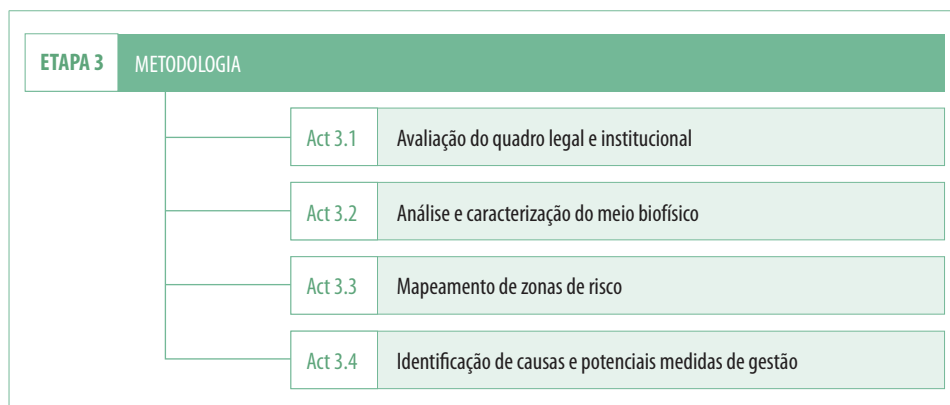 ETAPA 3 METODOLOGIA
Act 3.1 Avaliação do quadro legal e institucional
Act 3.2 Análise e caracterização do meio biofísico
Act 3.3 Mapeamento de zonas de risco
Act 3.4 Identificação de causas e potenciais medidas de gestão